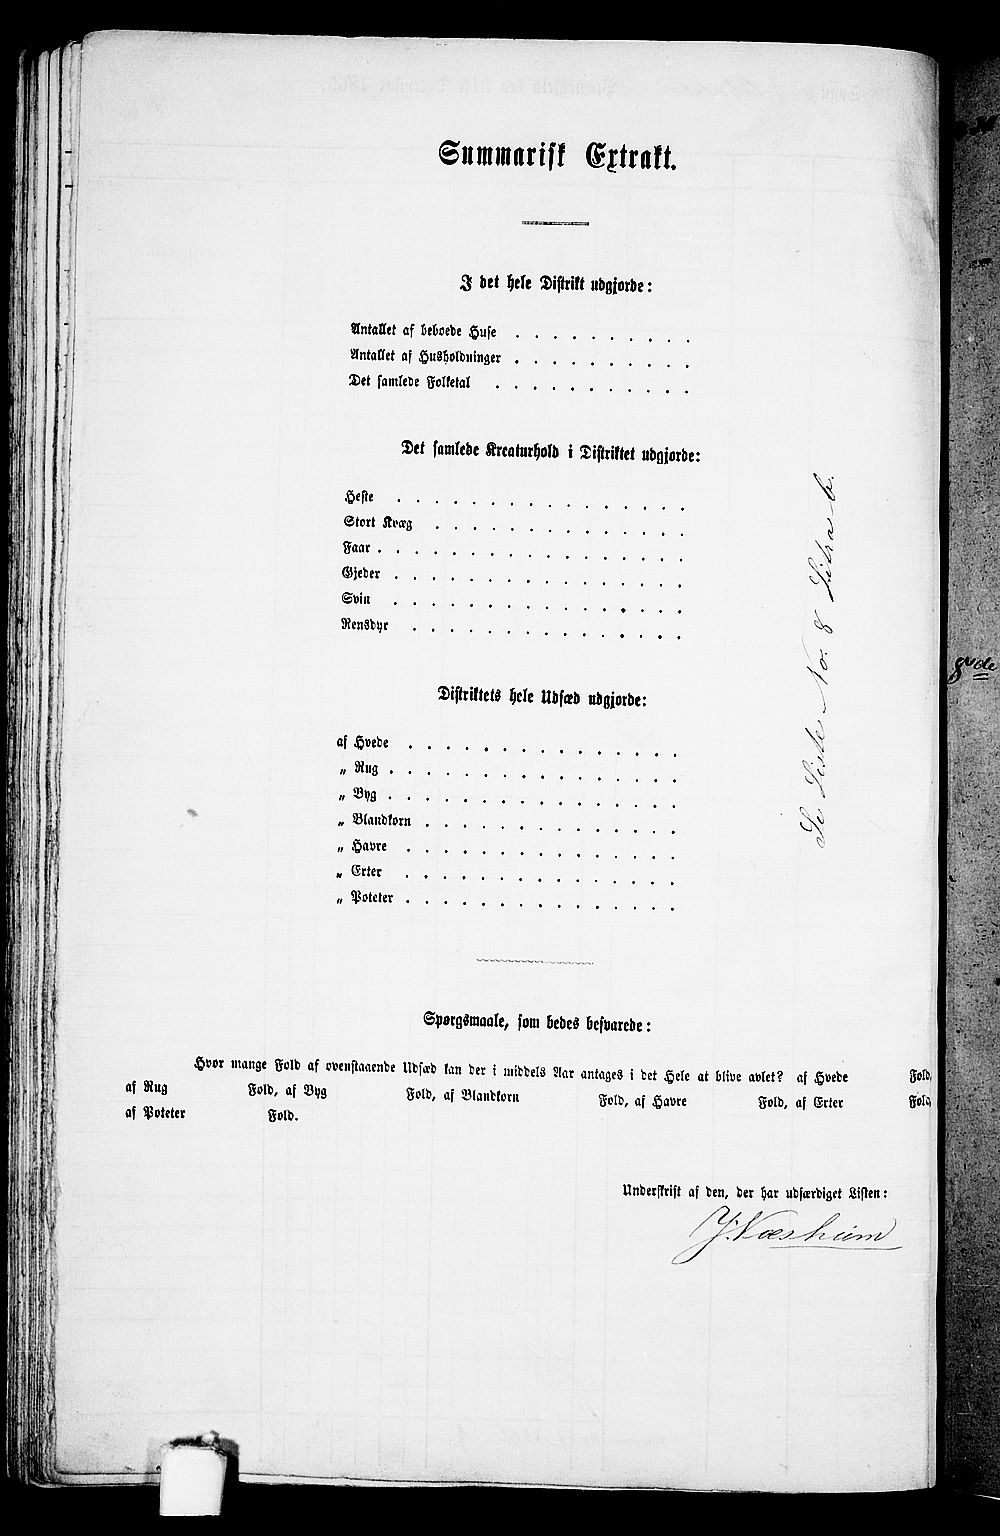 Summarisk Extrakt.
I det hele Distrikt udgjorde:
Antallet af beboede Huse . . . . . . . . . .
Antallet af Husholdninger . . . . . . . . . .
Det samlede Folketal . . . . . . . . . . .
Det samlede Kreaturhold i Distriktet udgjorde:
Heste . . . . . . . . . . . . . . . .
Stort Kvæg . . . . . . . . . . . . . .
Faar . . . . . . . . . . . . . . . . .
Gjeder . . . . . . . . . . . . . . . .
Svin . . . . . . . . . . . . . . . .
Rensdyr . . . . . . . . . . . . . . .
Distriktets hele Udsæd udgjorde:
af Hvede . . . . . . . . . . . . . . .
„ Rug . . . . . . . . . . . . . . . .
„ Byg . . . . . . . . . . . . . . . .
„ Blandkorn . . . . . . . . . . . . . .
„ Havre . . . . . . . . . . . . . . .
„ Erter . . . . . . . . . . . . . . .
„ Poteter . . . . . . . . . . . . . . .
Se Liste No. 8 Litra b.
Spørgsmaale, som bedes besvarede:
Hvor mange Fold af ovenstaaende Udsæd kan der i middels Aar antages i det Hele at blive avlet? af Hvede Fold,
af Rug Fold, af Byg Fold, af Blandkorn Fold, af Havre Fold, af Erter Fold,
af Poteter Fold.
Underskrift af den, der har udfærdiget Listen:
J. Næsheim